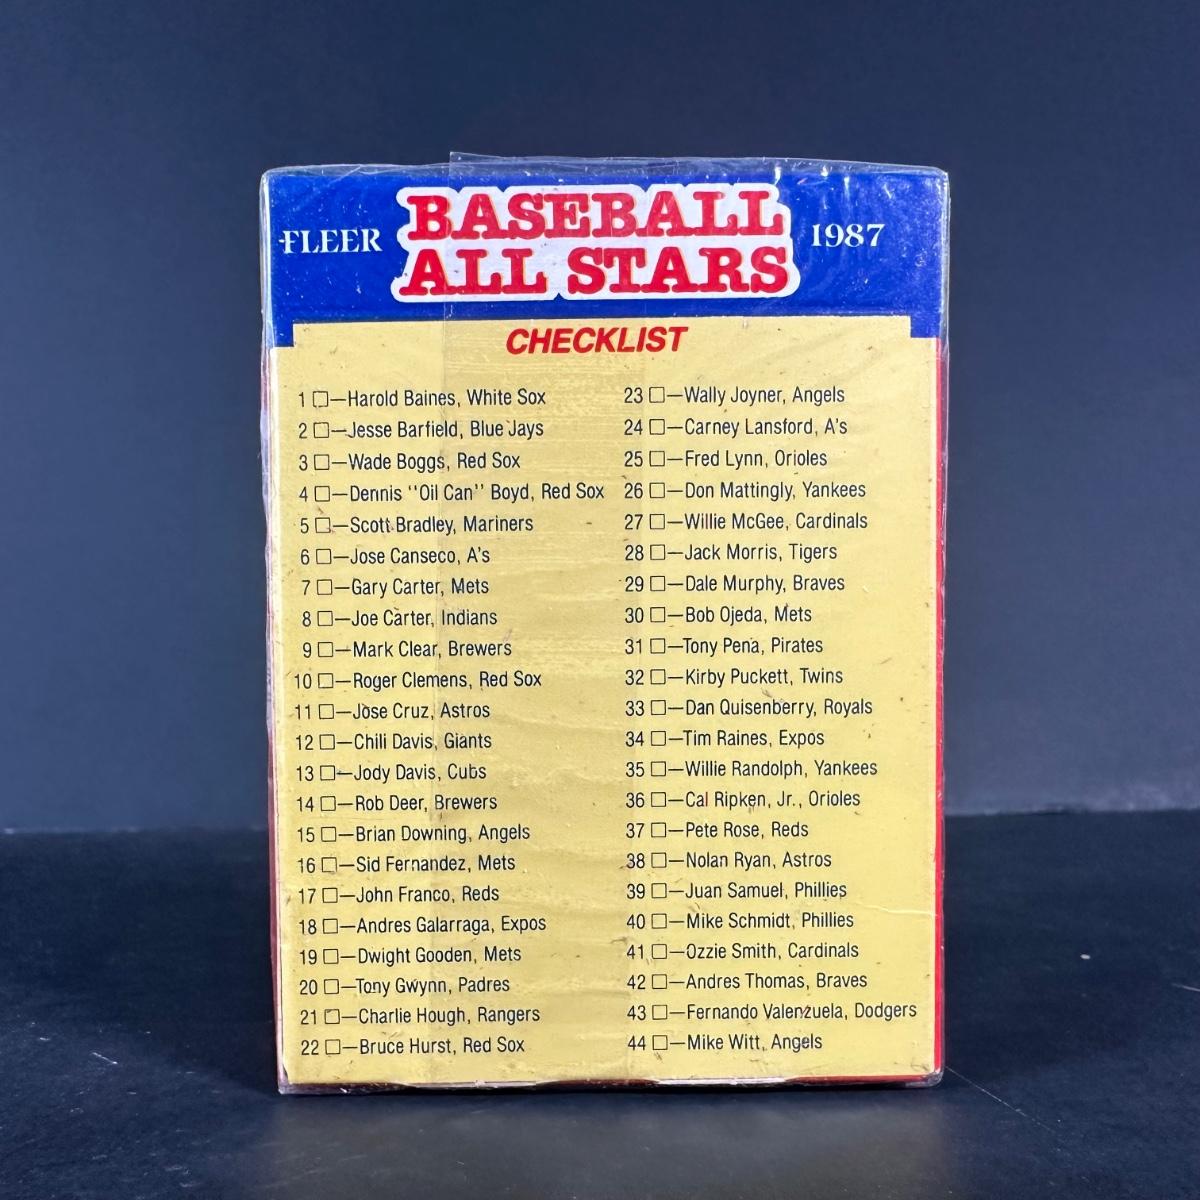 FLEER BASEBALL ALL STARS 1987
CHECKLIST
1 □—Harold Baines, White Sox
2 □—Jesse Barfield, Blue Jays
3 □—Wade Boggs, Red Sox
4 □—Dennis "Oil Can" Boyd, Red Sox
5 □—Scott Bradley, Mariners
6 □—Jose Canseco, A's
7 □—Gary Carter, Mets
8 □—Joe Carter, Indians
9 □—Mark Clear, Brewers
10 □—Roger Clemens, Red Sox
11 □—Jose Cruz, Astros
12 □—Chili Davis, Giants
13 □—Jody Davis, Cubs
14 □—Rob Deer, Brewers
15 □—Brian Downing, Angels
16 □—Sid Fernandez, Mets
17 □—John Franco, Reds
18 □—Andres Galarraga, Expos
19 □—Dwight Gooden, Mets
20 □—Tony Gwynn, Padres
21 □—Charlie Hough, Rangers
22 □—Bruce Hurst, Red Sox
23 □—Wally Joyner, Angels
24 □—Carney Lansford, A's
25 □—Fred Lynn, Orioles
26 □—Don Mattingly, Yankees
27 □—Willie McGee, Cardinals
28 □—Jack Morris, Tigers
29 □—Dale Murphy, Braves
30 □—Bob Ojeda, Mets
31 □—Tony Pena, Pirates
32 □—Kirby Puckett, Twins
33 □—Dan Quisenberry, Royals
34 □—Tim Raines, Expos
35 □—Willie Randolph, Yankees
36 □—Cal Ripken, Jr., Orioles
37 □—Pete Rose, Reds
38 □—Nolan Ryan, Astros
39 □—Juan Samuel, Phillies
40 □—Mike Schmidt, Phillies
41 □—Ozzie Smith, Cardinals
42 □—Andres Thomas, Braves
43 □—Fernando Valenzuela, Dodgers
44 □—Mike Witt, Angels